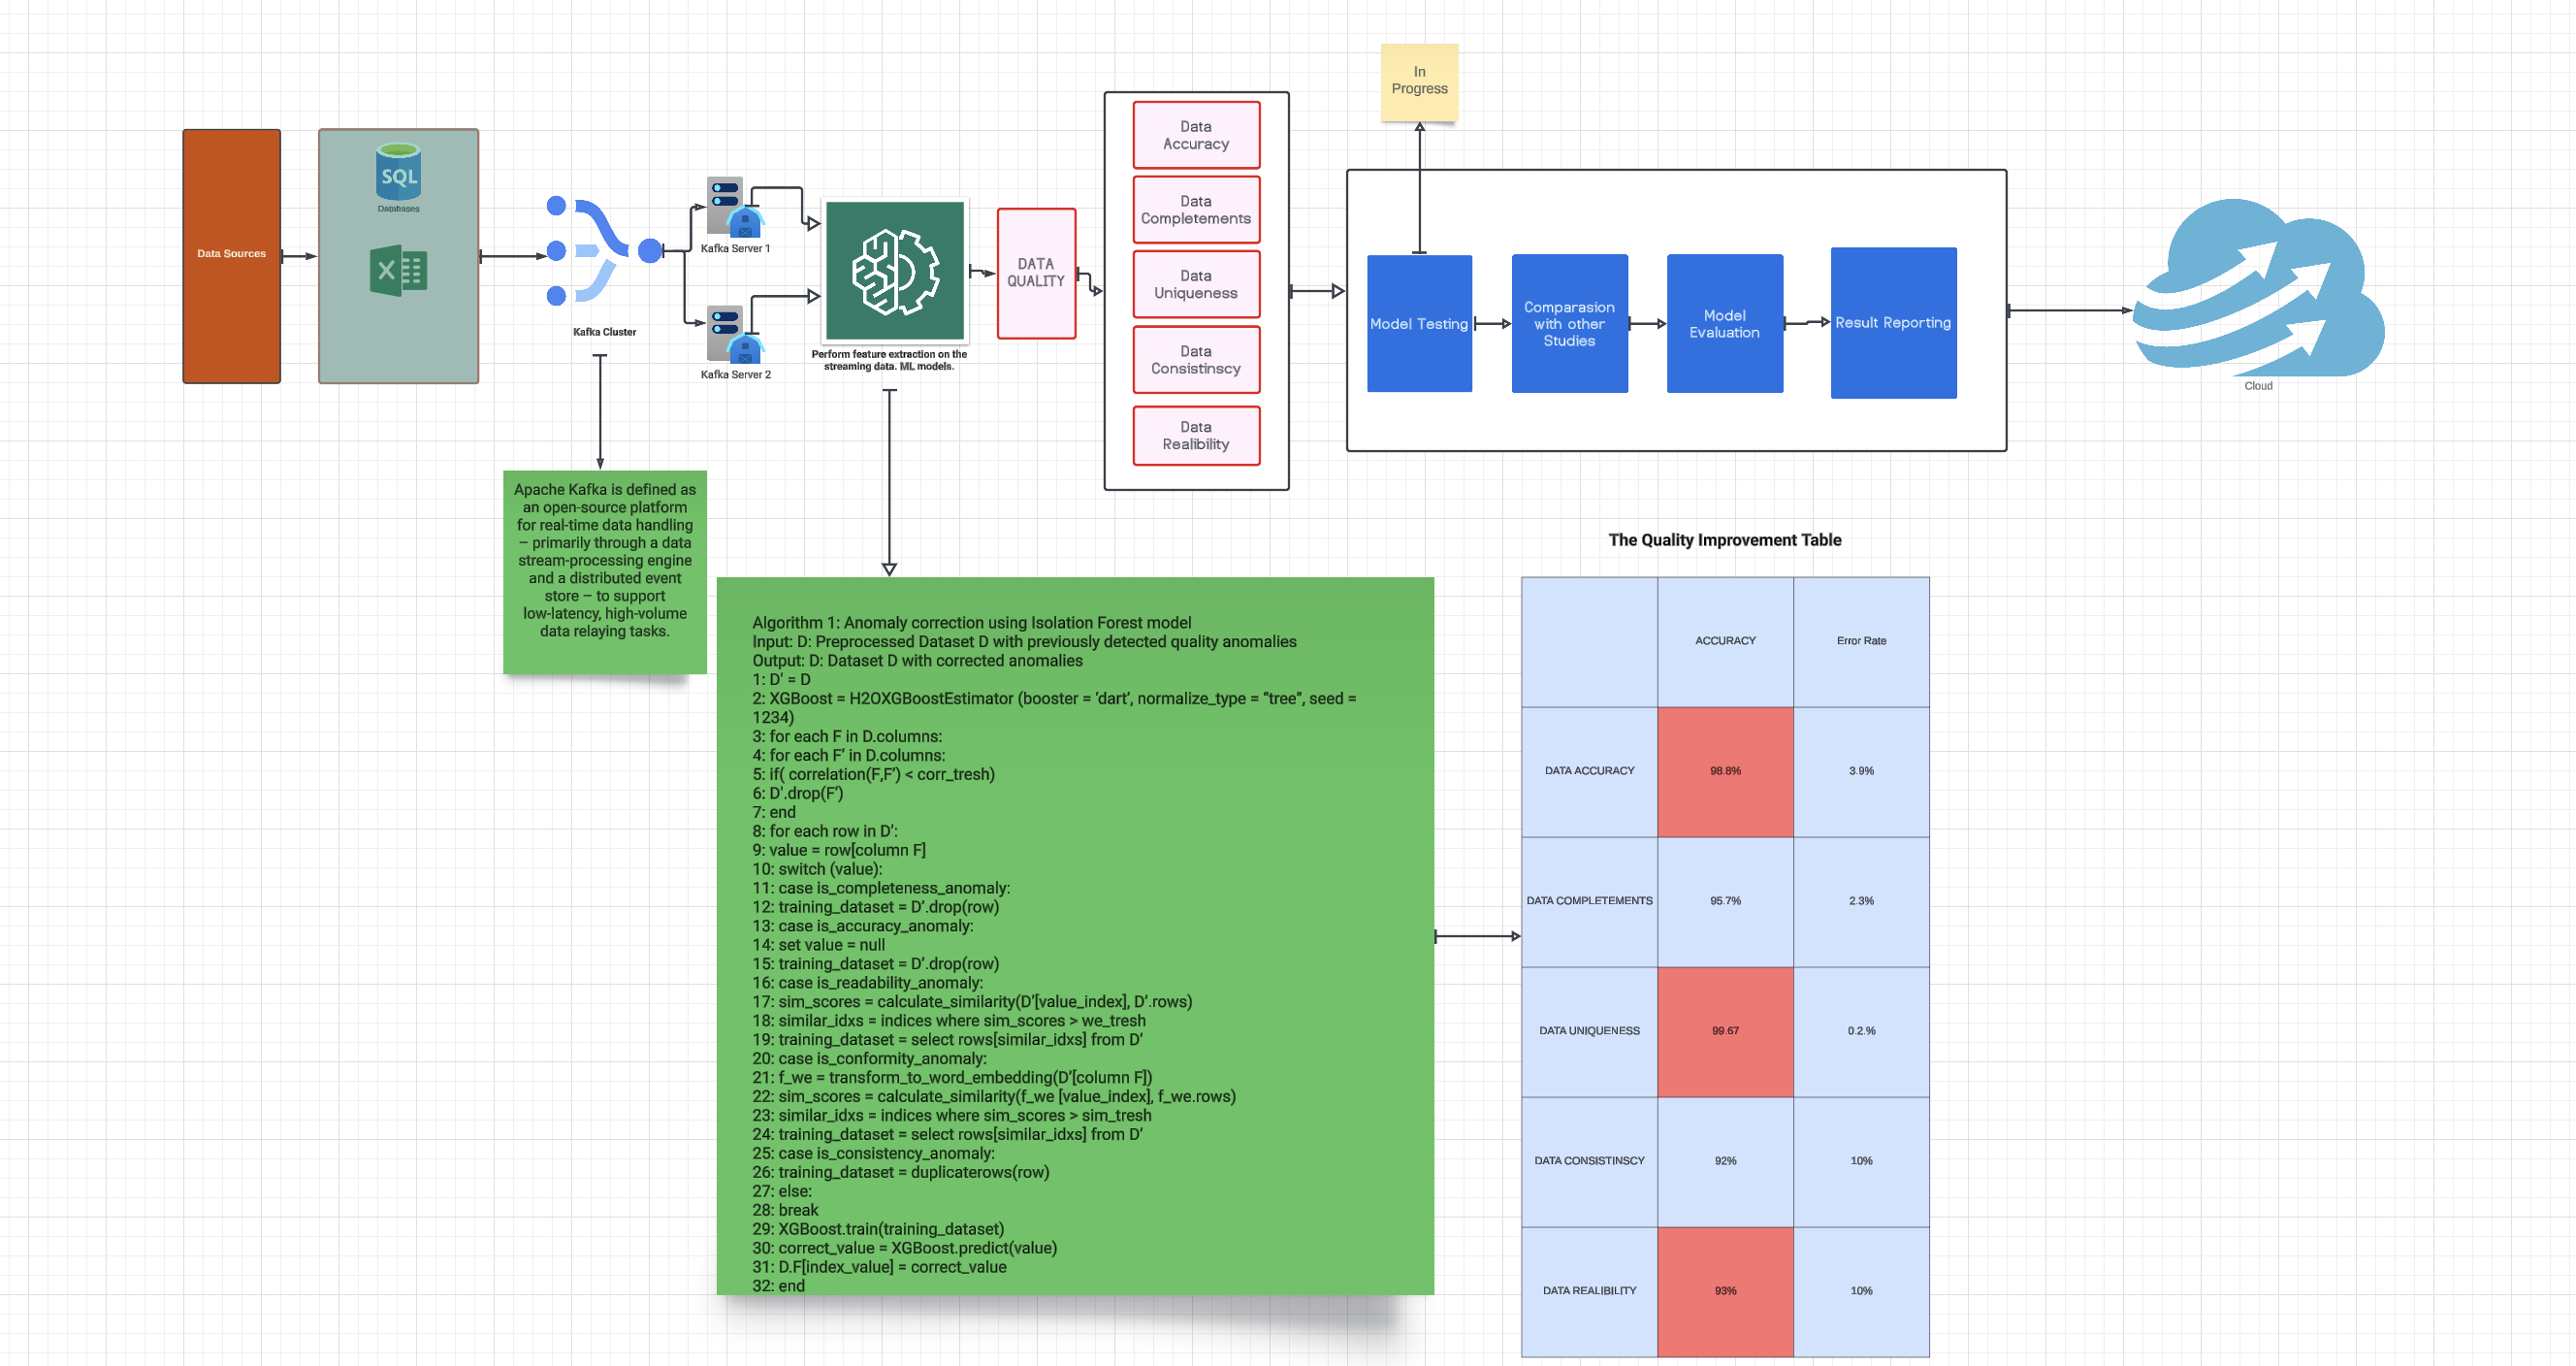 In
Progress
Data Sources
SQL
Databases
X
Kafka Cluster
Kafka Server 1
Kafka Server 2
Perform feature extraction on the
streaming data. ML models.
DATA
QUALITY
Data
Accuracy
Data
Completements
Data
Uniqueness
Data
Consistinscy
Data
Realibility
Model Testing
Comparasion
with other
Studies
Model
Evaluation
Result Reporting
Cloud
Apache Kafka is defined as
an open-source platform
for real-time data handling
– primarily through a data
stream-processing engine
and a distributed event
store – to support
low-latency, high-volume
data relaying tasks.
Algorithm 1: Anomaly correction using Isolation Forest model
Input: D: Preprocessed Dataset D with previously detected quality anomalies
Output: D: Dataset D with corrected anomalies
1: D’ = D
2: XGBoost = H2OXGBoostEstimator (booster = ‘dart’, normalize_type = “tree”, seed =
1234)
3: for each F in D.columns:
4: for each F’ in D.columns:
5: if( correlation(F,F’) < corr_tresh)
6: D’.drop(F’)
7: end
8: for each row in D’:
9: value = row[column F]
10: switch (value):
11: case is_completeness_anomaly:
12: training_dataset = D’.drop(row)
13: case is_accuracy_anomaly:
14: set value = null
15: training_dataset = D’.drop(row)
16: case is_readability_anomaly:
17: sim_scores = calculate_similarity(D’[value_index], D’.rows)
18: similar_idxs = indices where sim_scores > we_tresh
19: training_dataset = select rows[similar_idxs] from D’
20: case is_conformity_anomaly:
21: f_we = transform_to_word_embedding(D’[column F])
22: sim_scores = calculate_similarity(f_we [value_index], f_we.rows)
23: similar_idxs = indices where sim_scores > sim_tresh
24: training_dataset = select rows[similar_idxs] from D’
25: case is_consistency_anomaly:
26: training_dataset = duplicaterows(row)
27: else:
28: break
29: XGBoost.train(training_dataset)
30: correct_value = XGBoost.predict(value)
31: D.F[index_value] = correct_value
32: end
The Quality Improvement Table
ACCURACY Error Rate
DATA ACCURACY 98.8% 3.9%
DATA COMPLETEMENTS 95.7% 2.3%
DATA UNIQUENESS 99.67 0.2.%
DATA CONSISTINSCY 92% 10%
DATA REALIBILITY 93% 10%